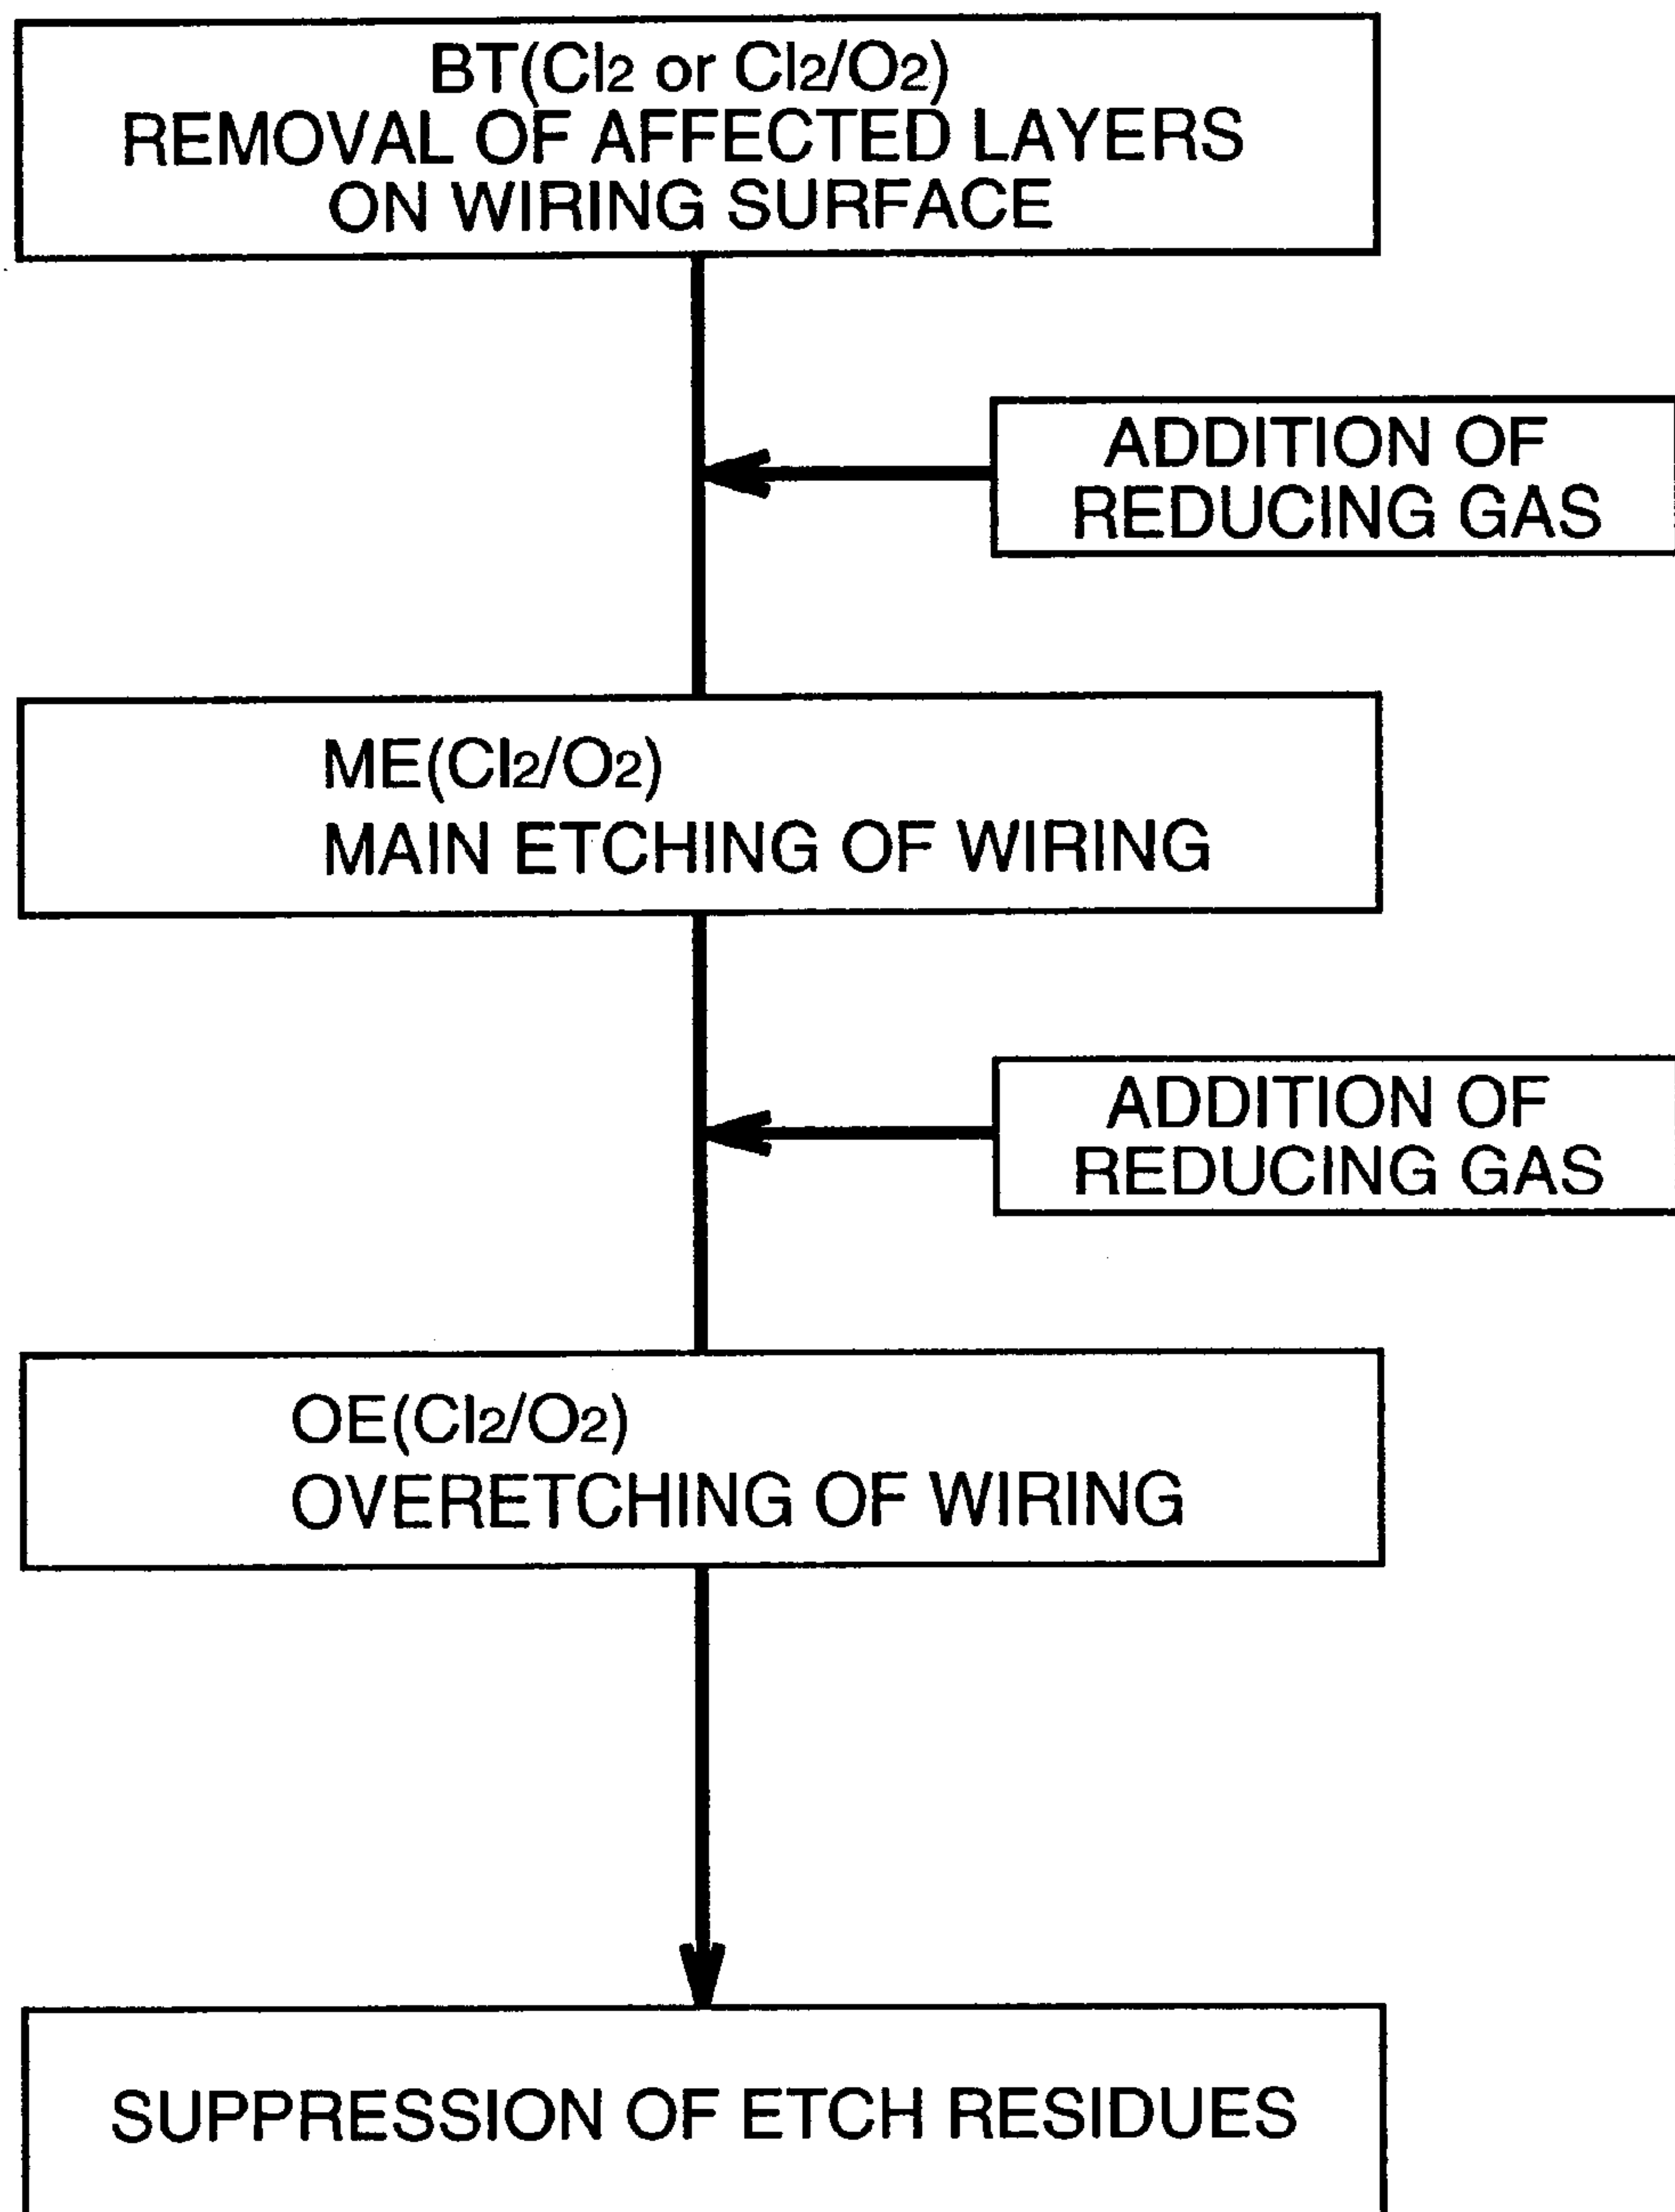 BT(Cl2 or Cl2/O2)
REMOVAL OF AFFECTED LAYERS
ON WIRING SURFACE
ADDITION OF
REDUCING GAS
ME(Cl2/O2)
MAIN ETCHING OF WIRING
ADDITION OF
REDUCING GAS
OE(Cl2/O2)
OVERETCHING OF WIRING
SUPPRESSION OF ETCH RESIDUES